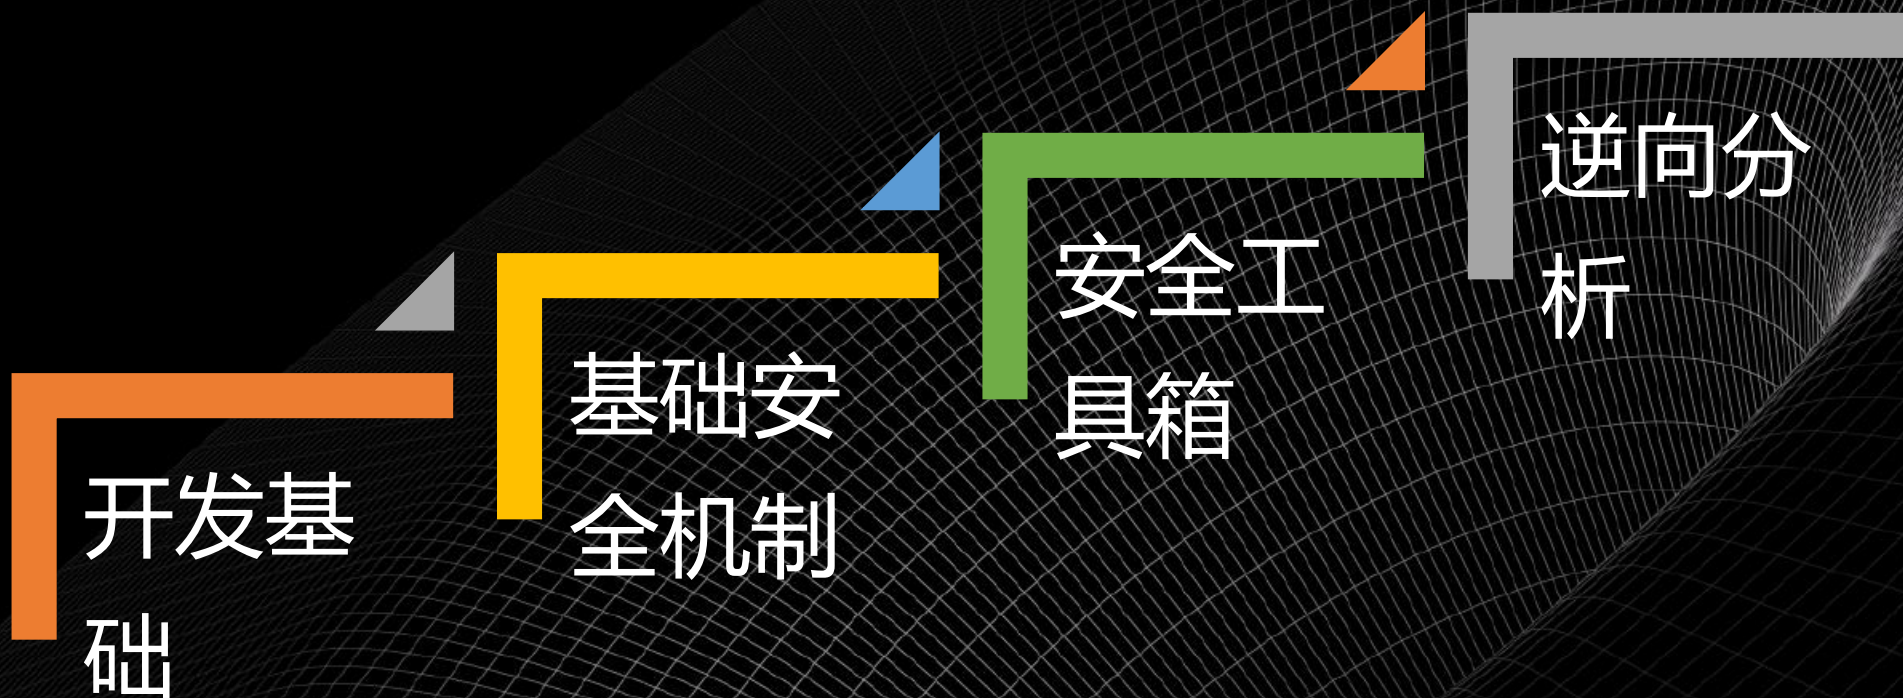 开发基
础
基础安
全机制
安全工
具箱
逆向分
析